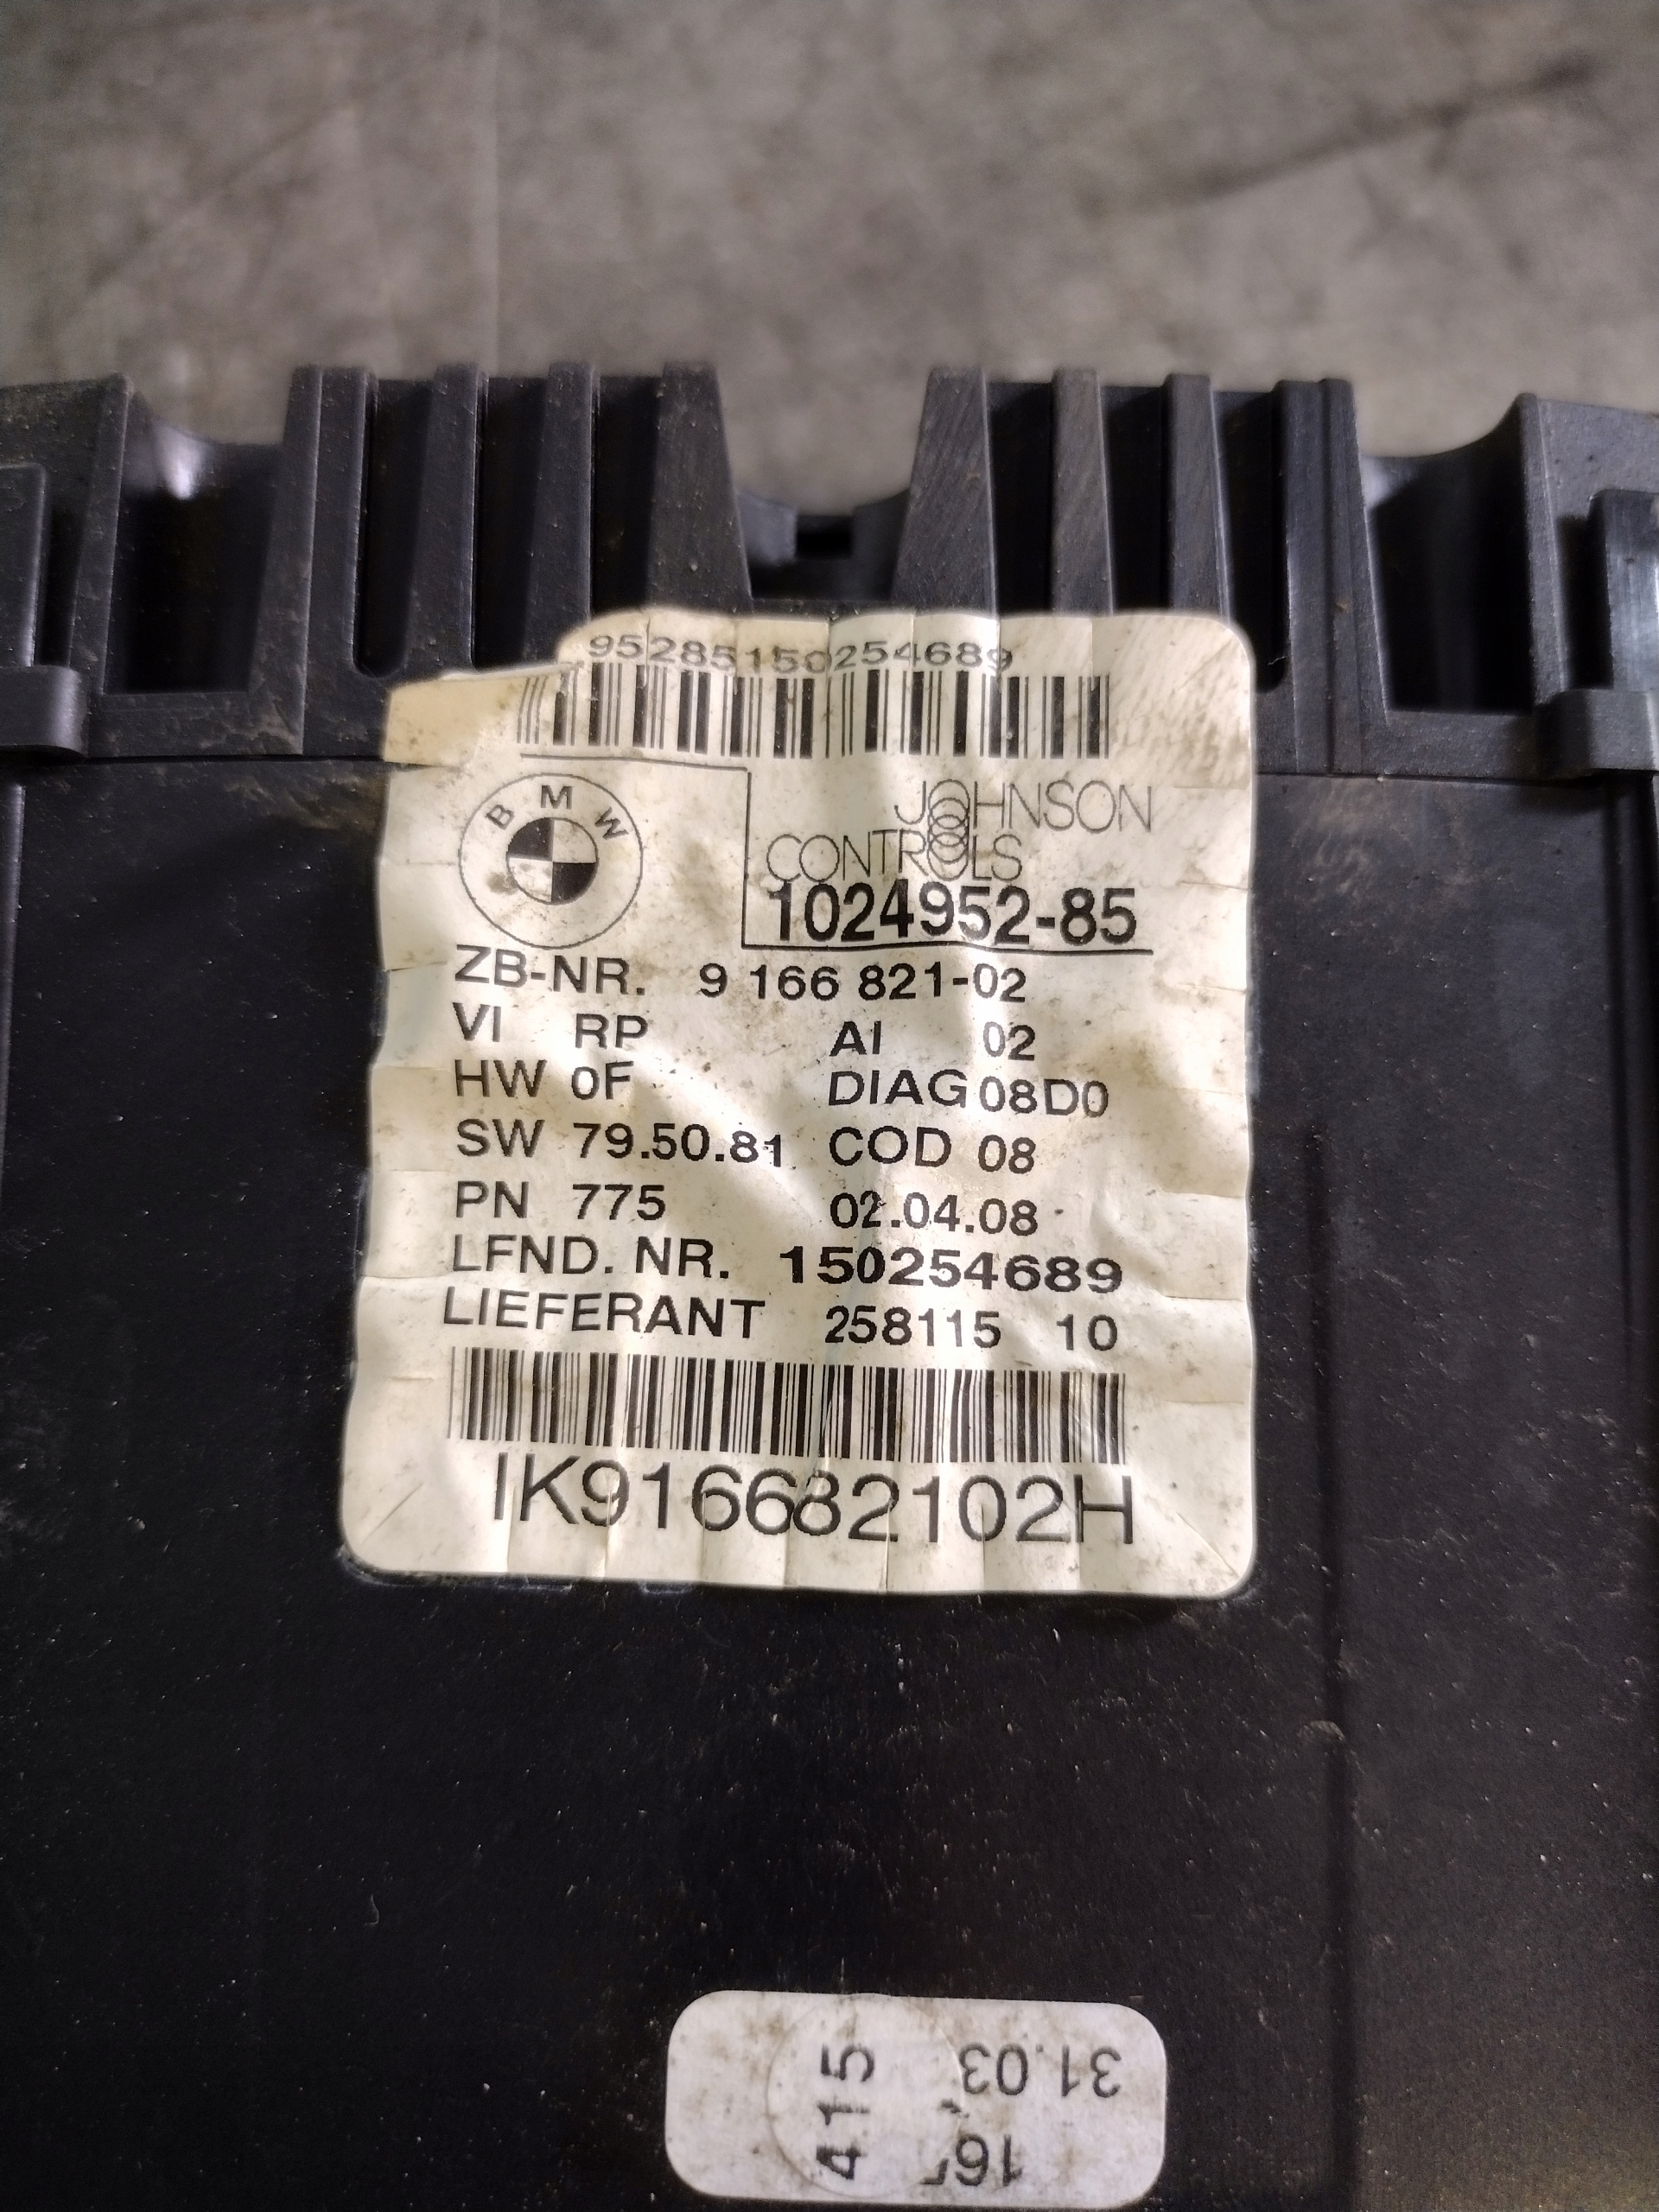 95285150254689
BMW
JOHNSON
CONTROLS
1024952-85
ZB-NR. 9 166 821-02
VI RP AI 02
HW 0F DIAG 08D0
SW 79.50.81 COD 08
PN 775 02.04.08
LFND. NR. 150254689
LIEFERANT 258115 10
IK916682102H
415
31.03